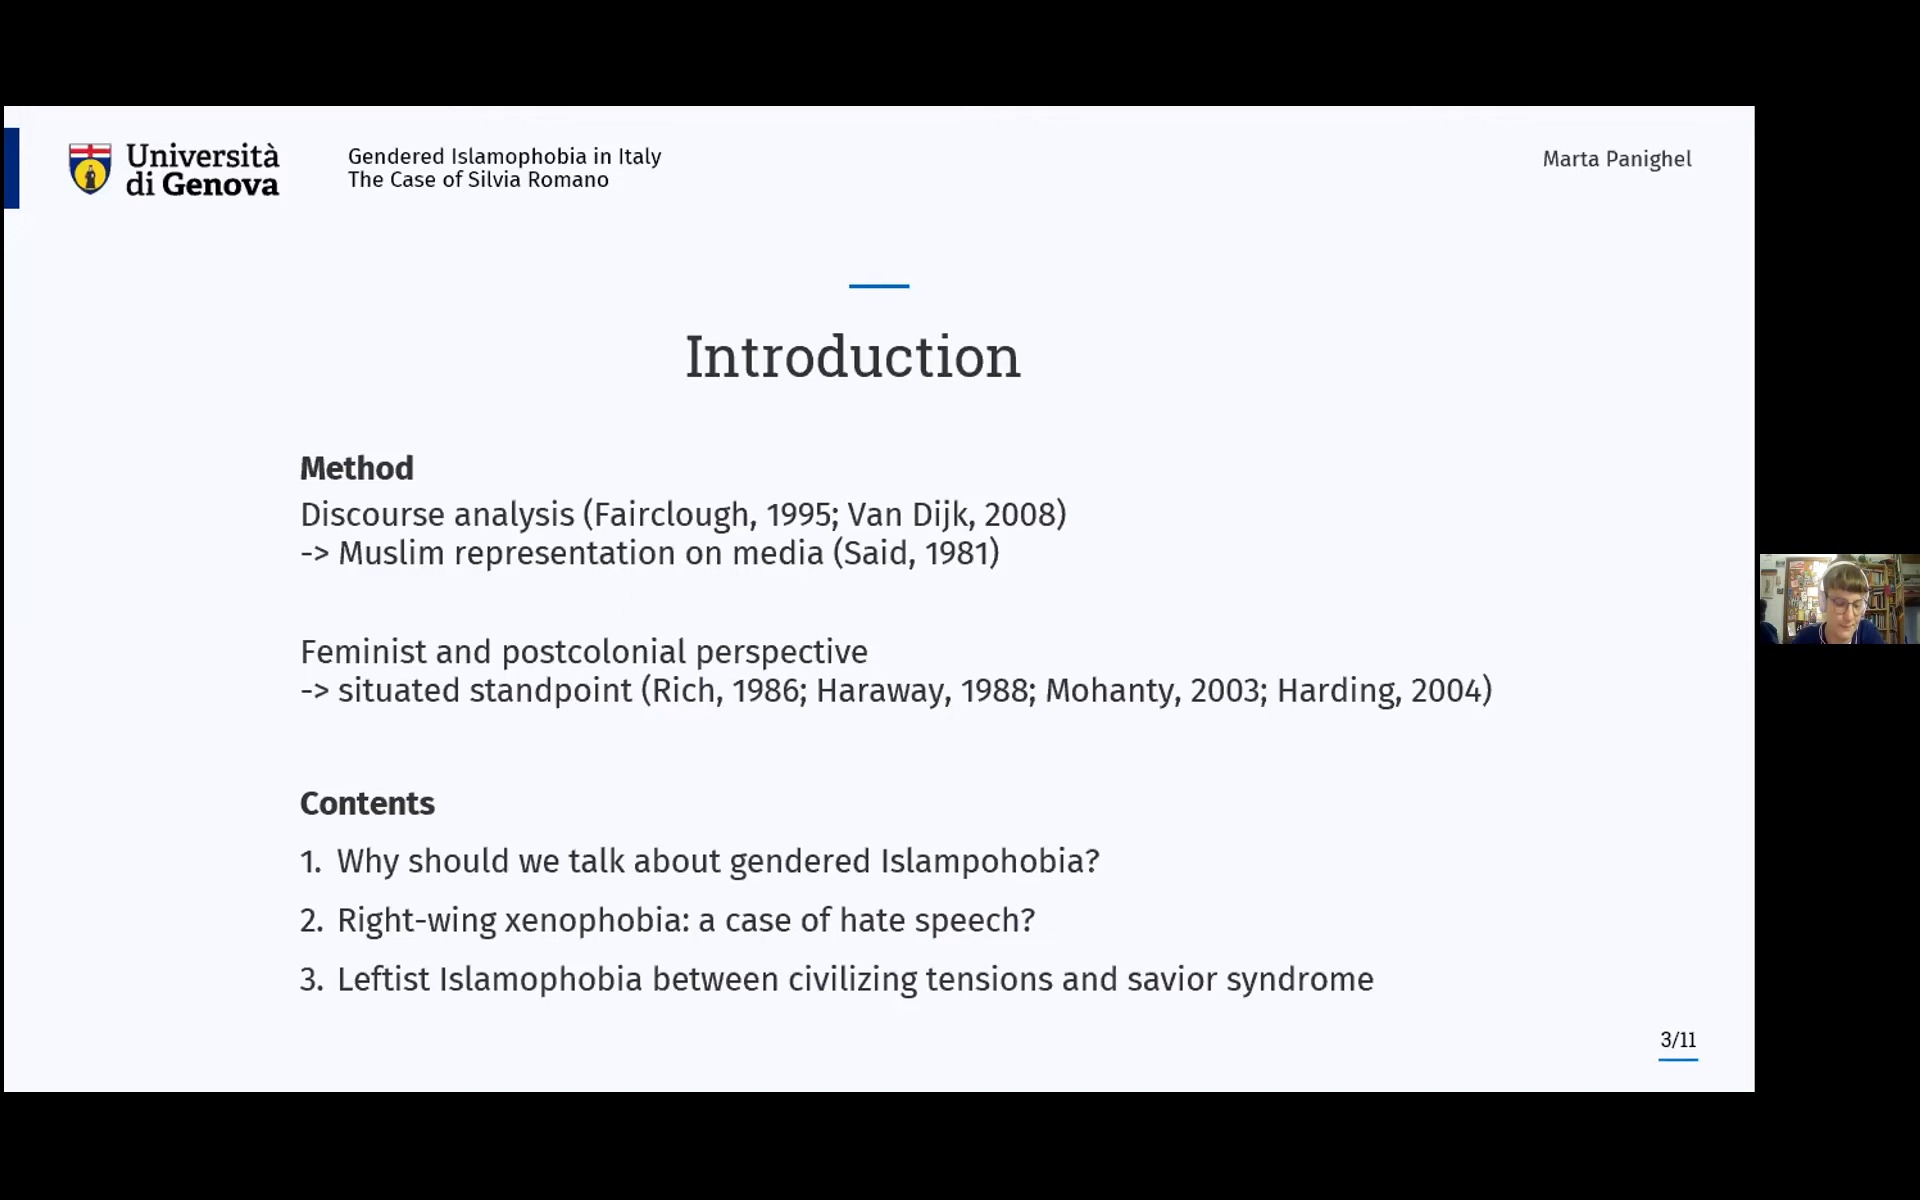 Università
di Genova
Gendered Islamophobia in Italy
The Case of Silvia Romano
Marta Panighel
Introduction
Method
Discourse analysis (Fairclough, 1995; Van Dijk, 2008)
-> Muslim representation on media (Said, 1981)
Feminist and postcolonial perspective
-> situated standpoint (Rich, 1986; Haraway, 1988; Mohanty, 2003; Harding, 2004)
Contents
1. Why should we talk about gendered Islampohobia?
2. Right-wing xenophobia: a case of hate speech?
3. Leftist Islamophobia between civilizing tensions and savior syndrome
3/11